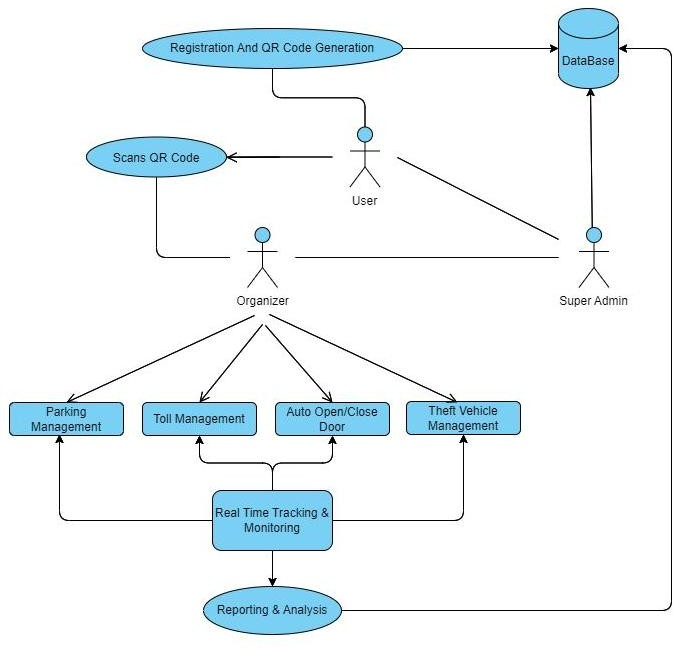 Registration And QR Code Generation
DataBase
Scans QR Code
User
Organizer
Super Admin
Parking
Management
Toll Management
Auto Open/Close
Door
Theft Vehicle
Management
Real Time Tracking &
Monitoring
Reporting & Analysis